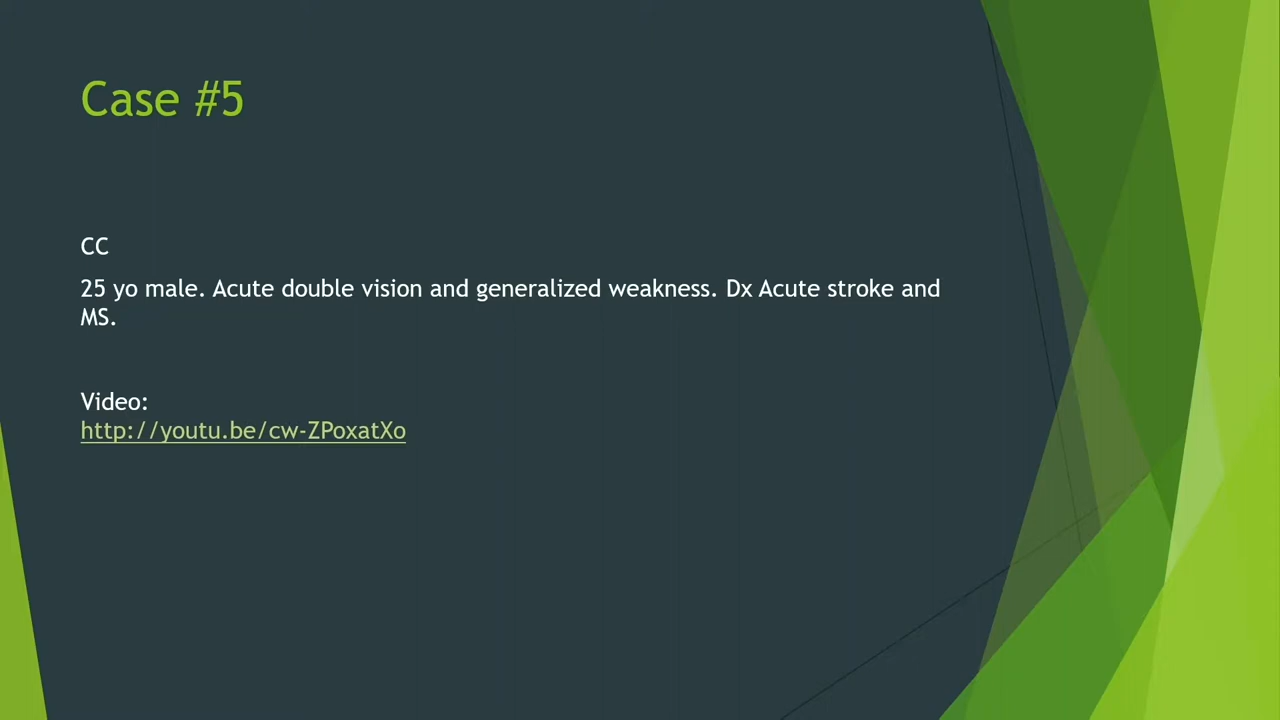 Case #5
CC
25 yo male. Acute double vision and generalized weakness. Dx Acute stroke and
MS.
Video:
http://youtu.be/cw-ZPoxatXo